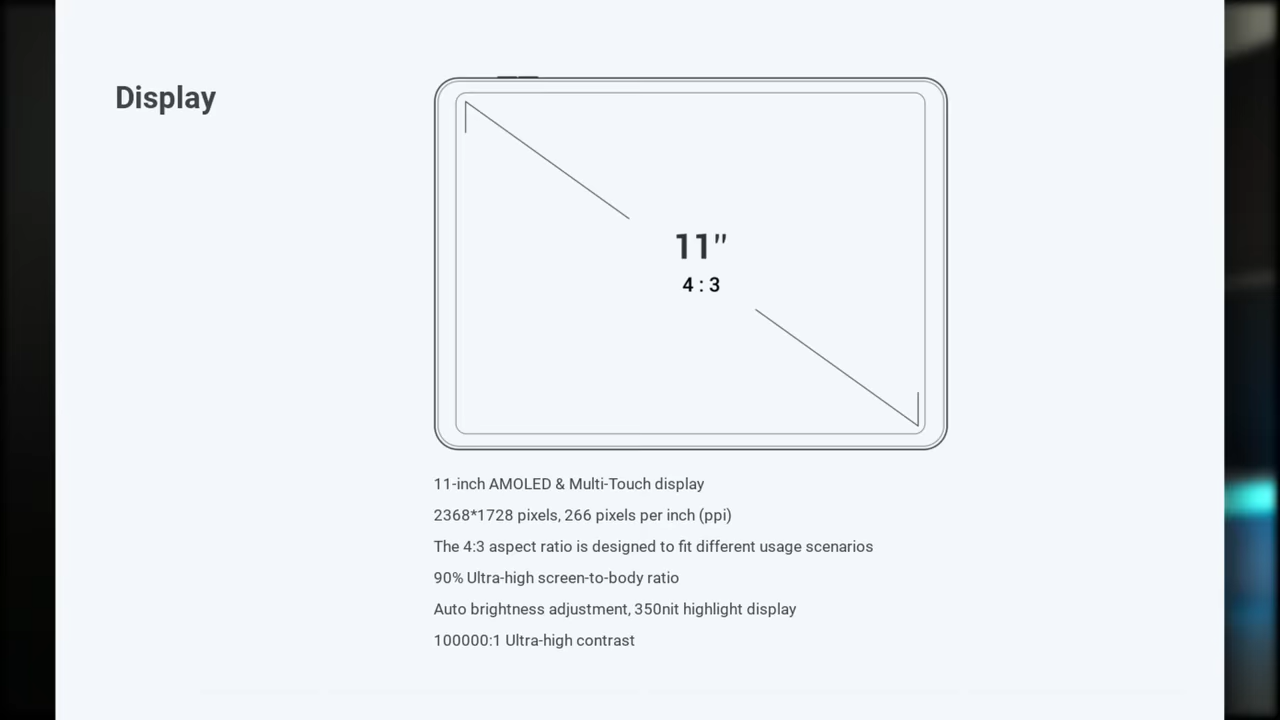 Display
11″
4 : 3
11-inch AMOLED & Multi-Touch display
2368*1728 pixels, 266 pixels per inch (ppi)
The 4:3 aspect ratio is designed to fit different usage scenarios
90% Ultra-high screen-to-body ratio
Auto brightness adjustment, 350nit highlight display
100000:1 Ultra-high contrast